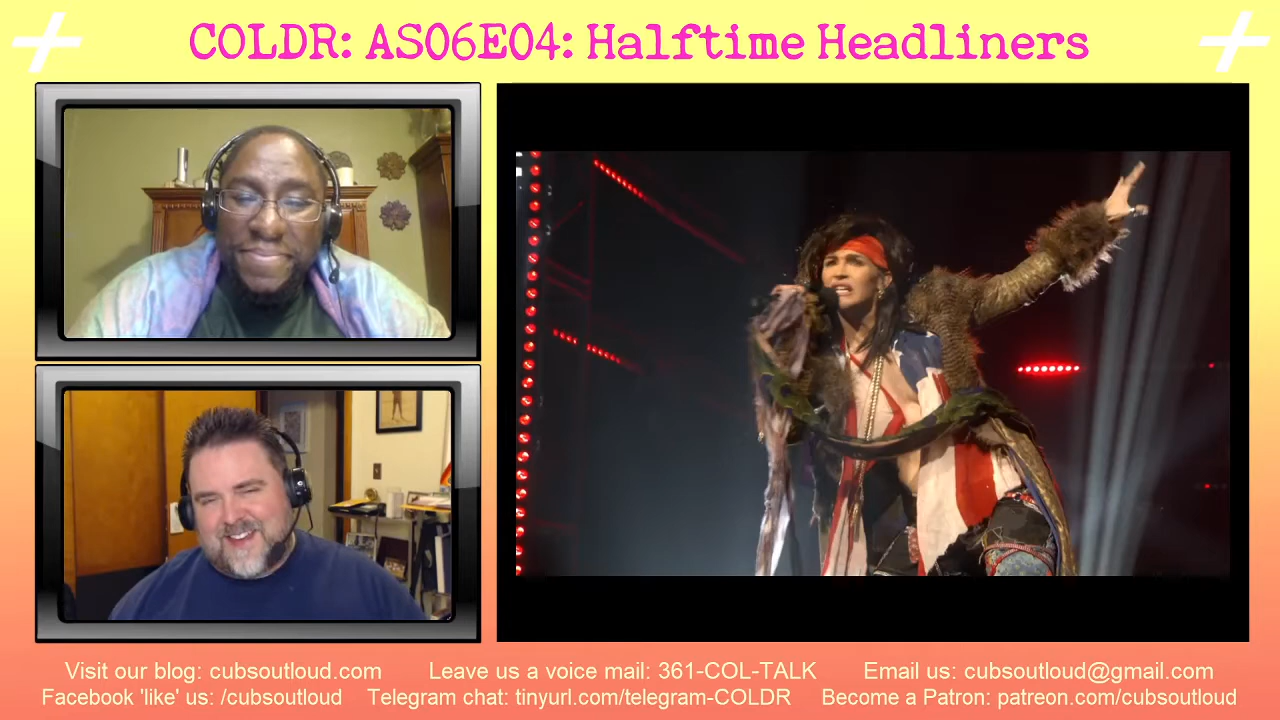 COLDR: AS06E04: Halftime Headliners
Visit our blog: cubsoutloud.com Leave us a voice mail: 361-COL-TALK Email us: cubsoutloud@gmail.com
Facebook 'like' us: /cubsoutloud Telegram chat: tinyurl.com/telegram-COLDR Become a Patron: patreon.com/cubsoutloud